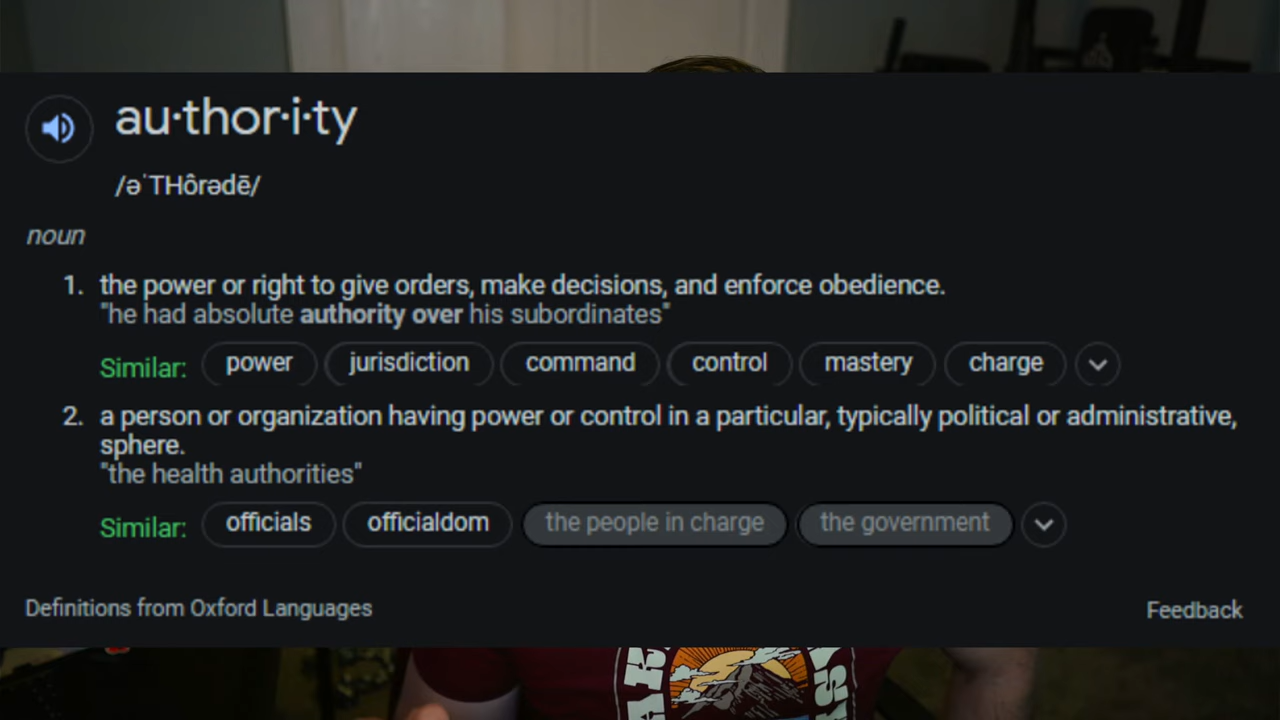 au·thor·i·ty
/əˈTHôrədē/
noun
1. the power or right to give orders, make decisions, and enforce obedience.
"he had absolute authority over his subordinates"
Similar: power jurisdiction command control mastery charge
2. a person or organization having power or control in a particular, typically political or administrative,
sphere.
"the health authorities"
Similar: officials officialdom the people in charge the government
Definitions from Oxford Languages
Feedback